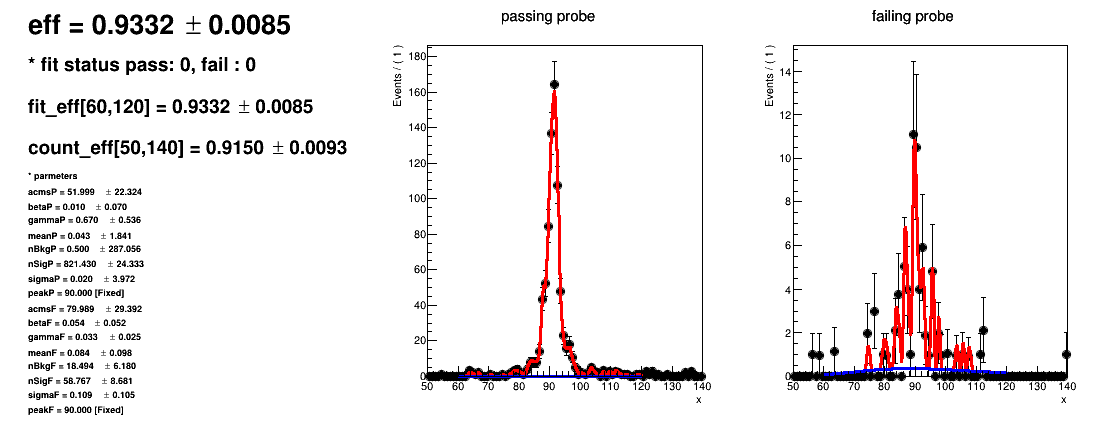 eff = 0.9332 ± 0.0085
* fit status pass: 0, fail : 0
fit_eff[60,120] = 0.9332 ± 0.0085
count_eff[50,140] = 0.9150 ± 0.0093
* parmeters
acmsP = 51.999 ± 22.324
betaP = 0.010 ± 0.070
gammaP = 0.670 ± 0.536
meanP = 0.043 ± 1.841
nBkgP = 0.500 ± 287.056
nSigP = 821.430 ± 24.333
sigmaP = 0.020 ± 3.972
peakP = 90.000 [Fixed]
acmsF = 79.989 ± 29.392
betaF = 0.054 ± 0.052
gammaF = 0.033 ± 0.025
meanF = 0.084 ± 0.098
nBkgF = 18.494 ± 6.180
nSigF = 58.767 ± 8.681
sigmaF = 0.109 ± 0.105
peakF = 90.000 [Fixed]
passing probe
Events / ( 1 )
180
160
140
120
100
80
60
40
20
0
50 60 70 80 90 100 110 120 130 140
x
failing probe
Events / ( 1 )
14
12
10
8
6
4
2
0
50 60 70 80 90 100 110 120 130 140
x